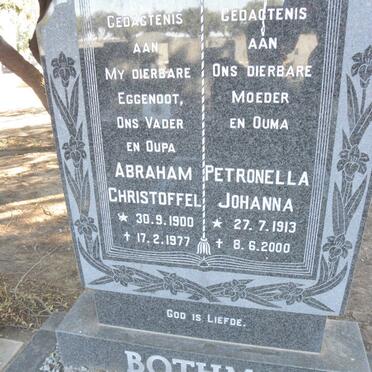 Gedagtenis
aan
My dierbare
Eggenoot,
Ons Vader
en Oupa
Abraham
Christoffel
* 30.9.1900
† 17.2.1977
Gedagtenis
aan
Ons dierbare
Moeder
en Ouma
Petronella
Johanna
* 27.7.1913
† 8.6.2000
God is Liefde.